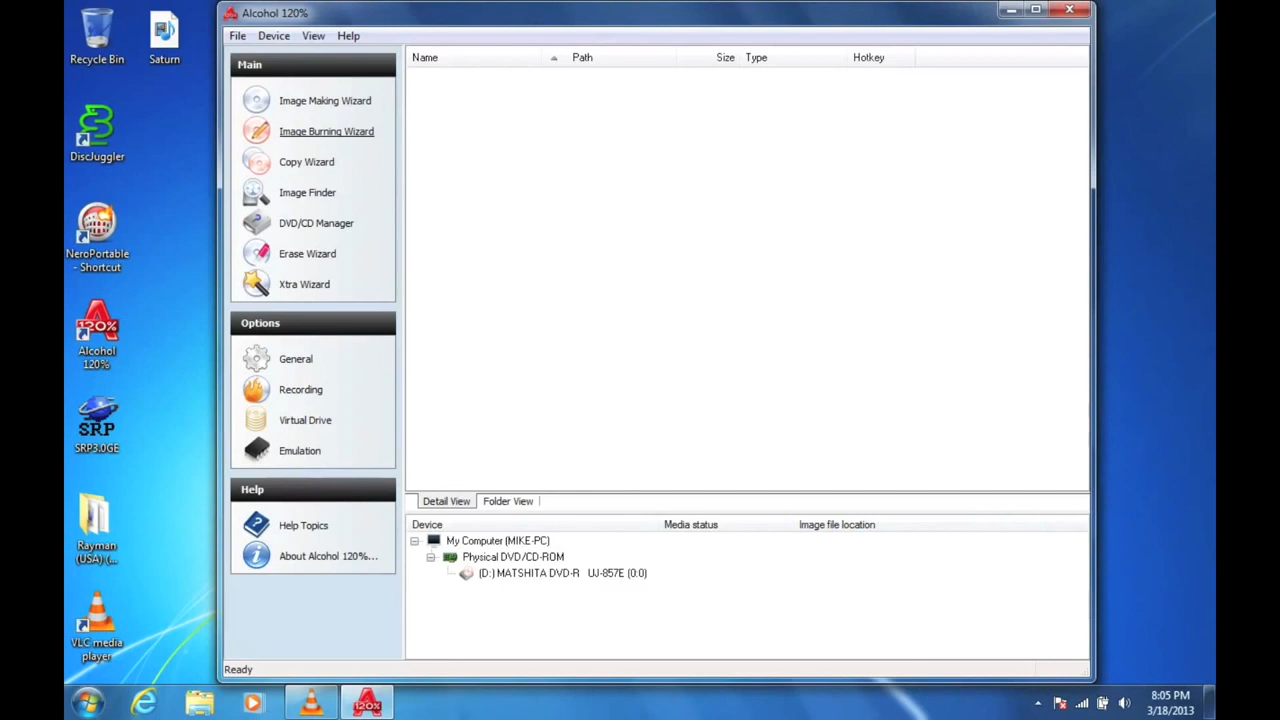 Recycle Bin
Saturn
DiscJuggler
NeroPortable
- Shortcut
120%
Alcohol
120%
SRP
SRP3.0GE
Rayman
(USA) (...
VLC media
player
Alcohol 120%
File Device View Help
Main
Image Making Wizard
Image Burning Wizard
Copy Wizard
Image Finder
DVD/CD Manager
Erase Wizard
Xtra Wizard
Options
General
Recording
Virtual Drive
Emulation
Help
Help Topics
About Alcohol 120%...
Name Path Size Type Hotkey
Detail View Folder View
Device Media status Image file location
My Computer (MIKE-PC)
Physical DVD/CD-ROM
(D:) MATSHITA DVD-R UJ-857E (0:0)
Ready
120%
8:05 PM
3/18/2013